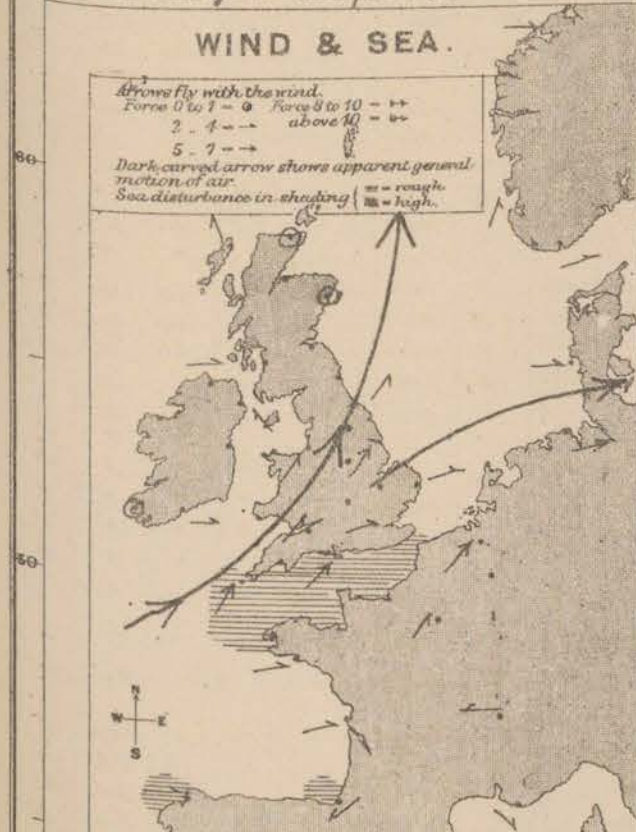 WIND & SEA.
Arrows fly with the wind.
Force 0 to 1 = Force 8 to 10 =
2 .. 4 = above 10 =
5 .. 7 =
Dark curved arrow shows apparent general
motion of air.
Sea disturbance in shading { = rough
= high.
60
50
N
W E
S